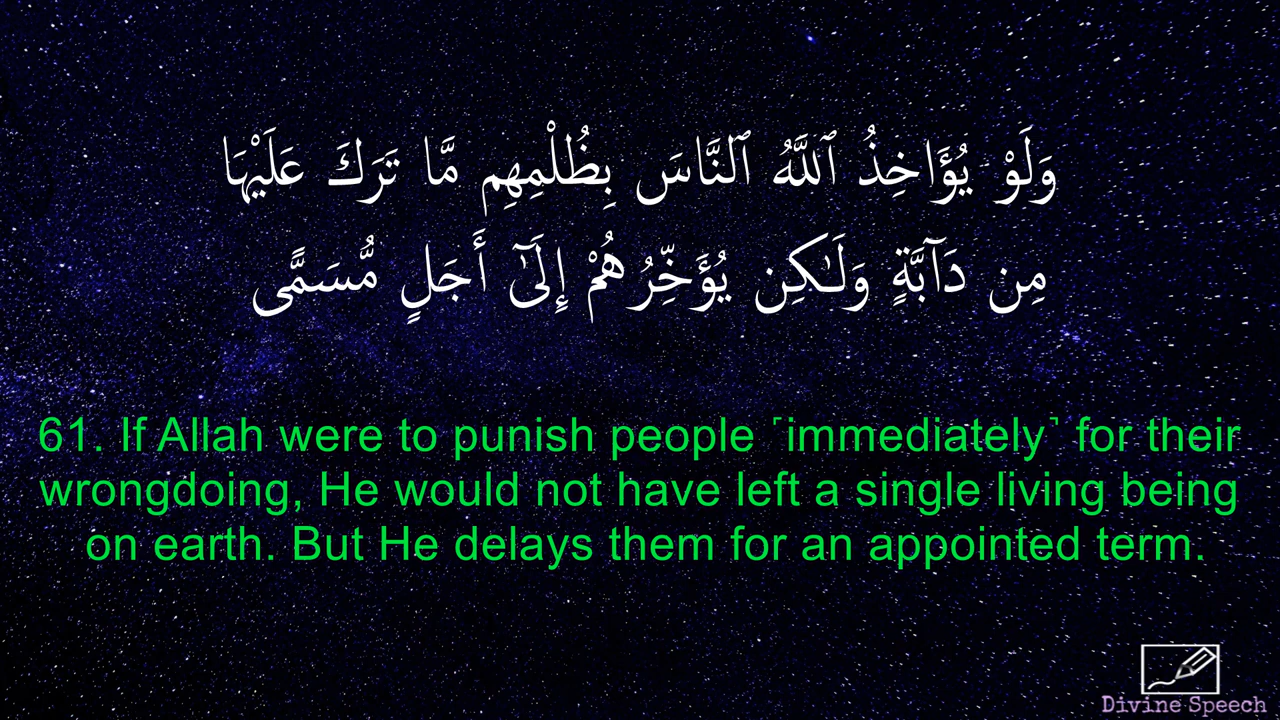 وَلَوْ يُؤَاخِذُ ٱللَّهُ ٱلنَّاسَ بِظُلْمِهِم مَّا تَرَكَ عَلَيْهَا
مِن دَآبَّةٍ وَلَـٰكِن يُؤَخِّرُهُمْ إِلَىٰٓ أَجَلٍ مُّسَمًّى
61. If Allah were to punish people ˹immediately˺ for their
wrongdoing, He would not have left a single living being
on earth. But He delays them for an appointed term.
Divine Speech